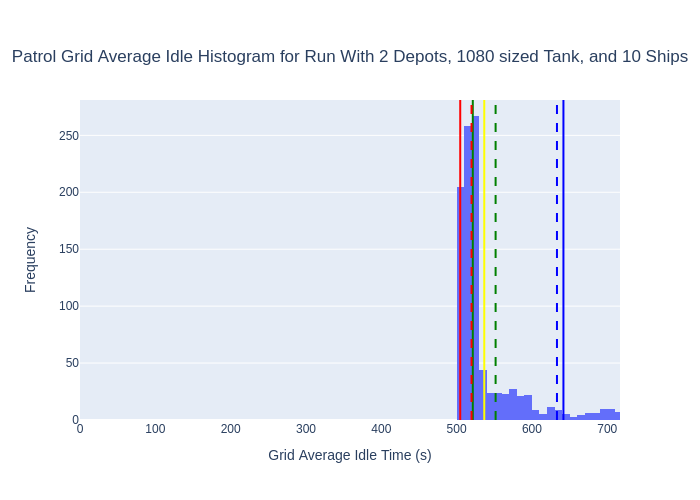 Patrol Grid Average Idle Histogram for Run With 2 Depots, 1080 sized Tank, and 10 Ships
250
200
150
100
50
0
0 100 200 300 400 500 600 700
Frequency
Grid Average Idle Time (s)